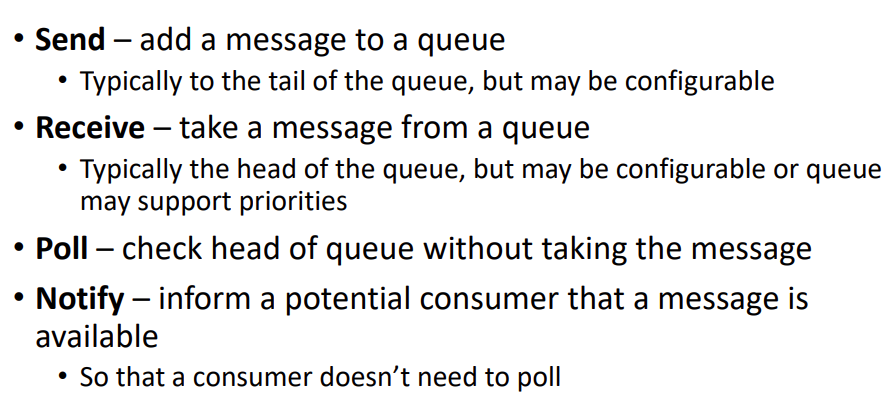 • Send – add a message to a queue
• Typically to the tail of the queue, but may be configurable
• Receive – take a message from a queue
• Typically the head of the queue, but may be configurable or queue
may support priorities
• Poll – check head of queue without taking the message
• Notify – inform a potential consumer that a message is
available
• So that a consumer doesn’t need to poll